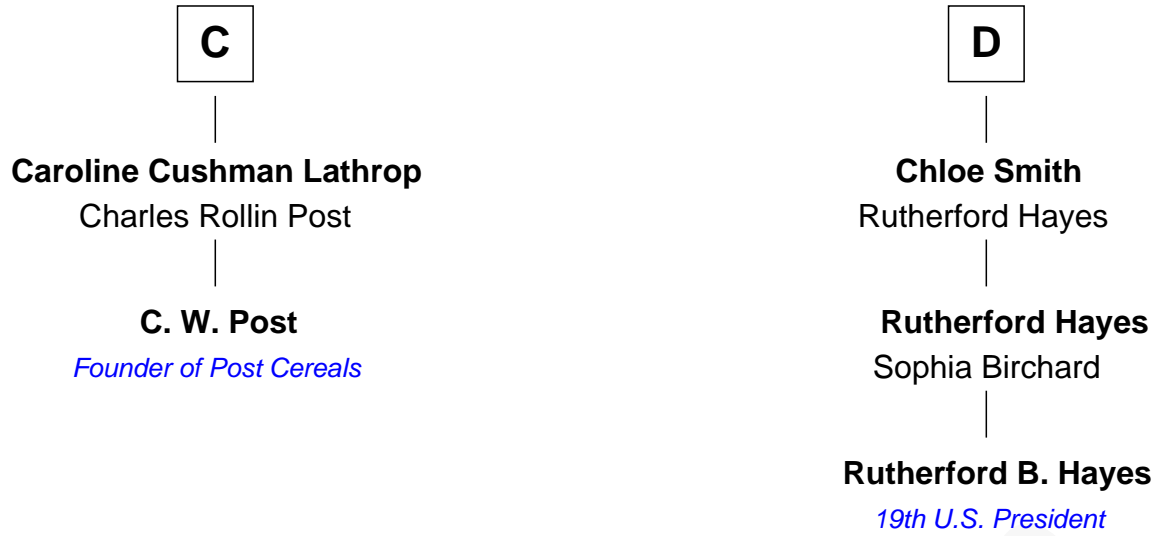 C
Caroline Cushman Lathrop
Charles Rollin Post
C. W. Post
Founder of Post Cereals
D
Chloe Smith
Rutherford Hayes
Rutherford Hayes
Sophia Birchard
Rutherford B. Hayes
19th U.S. President